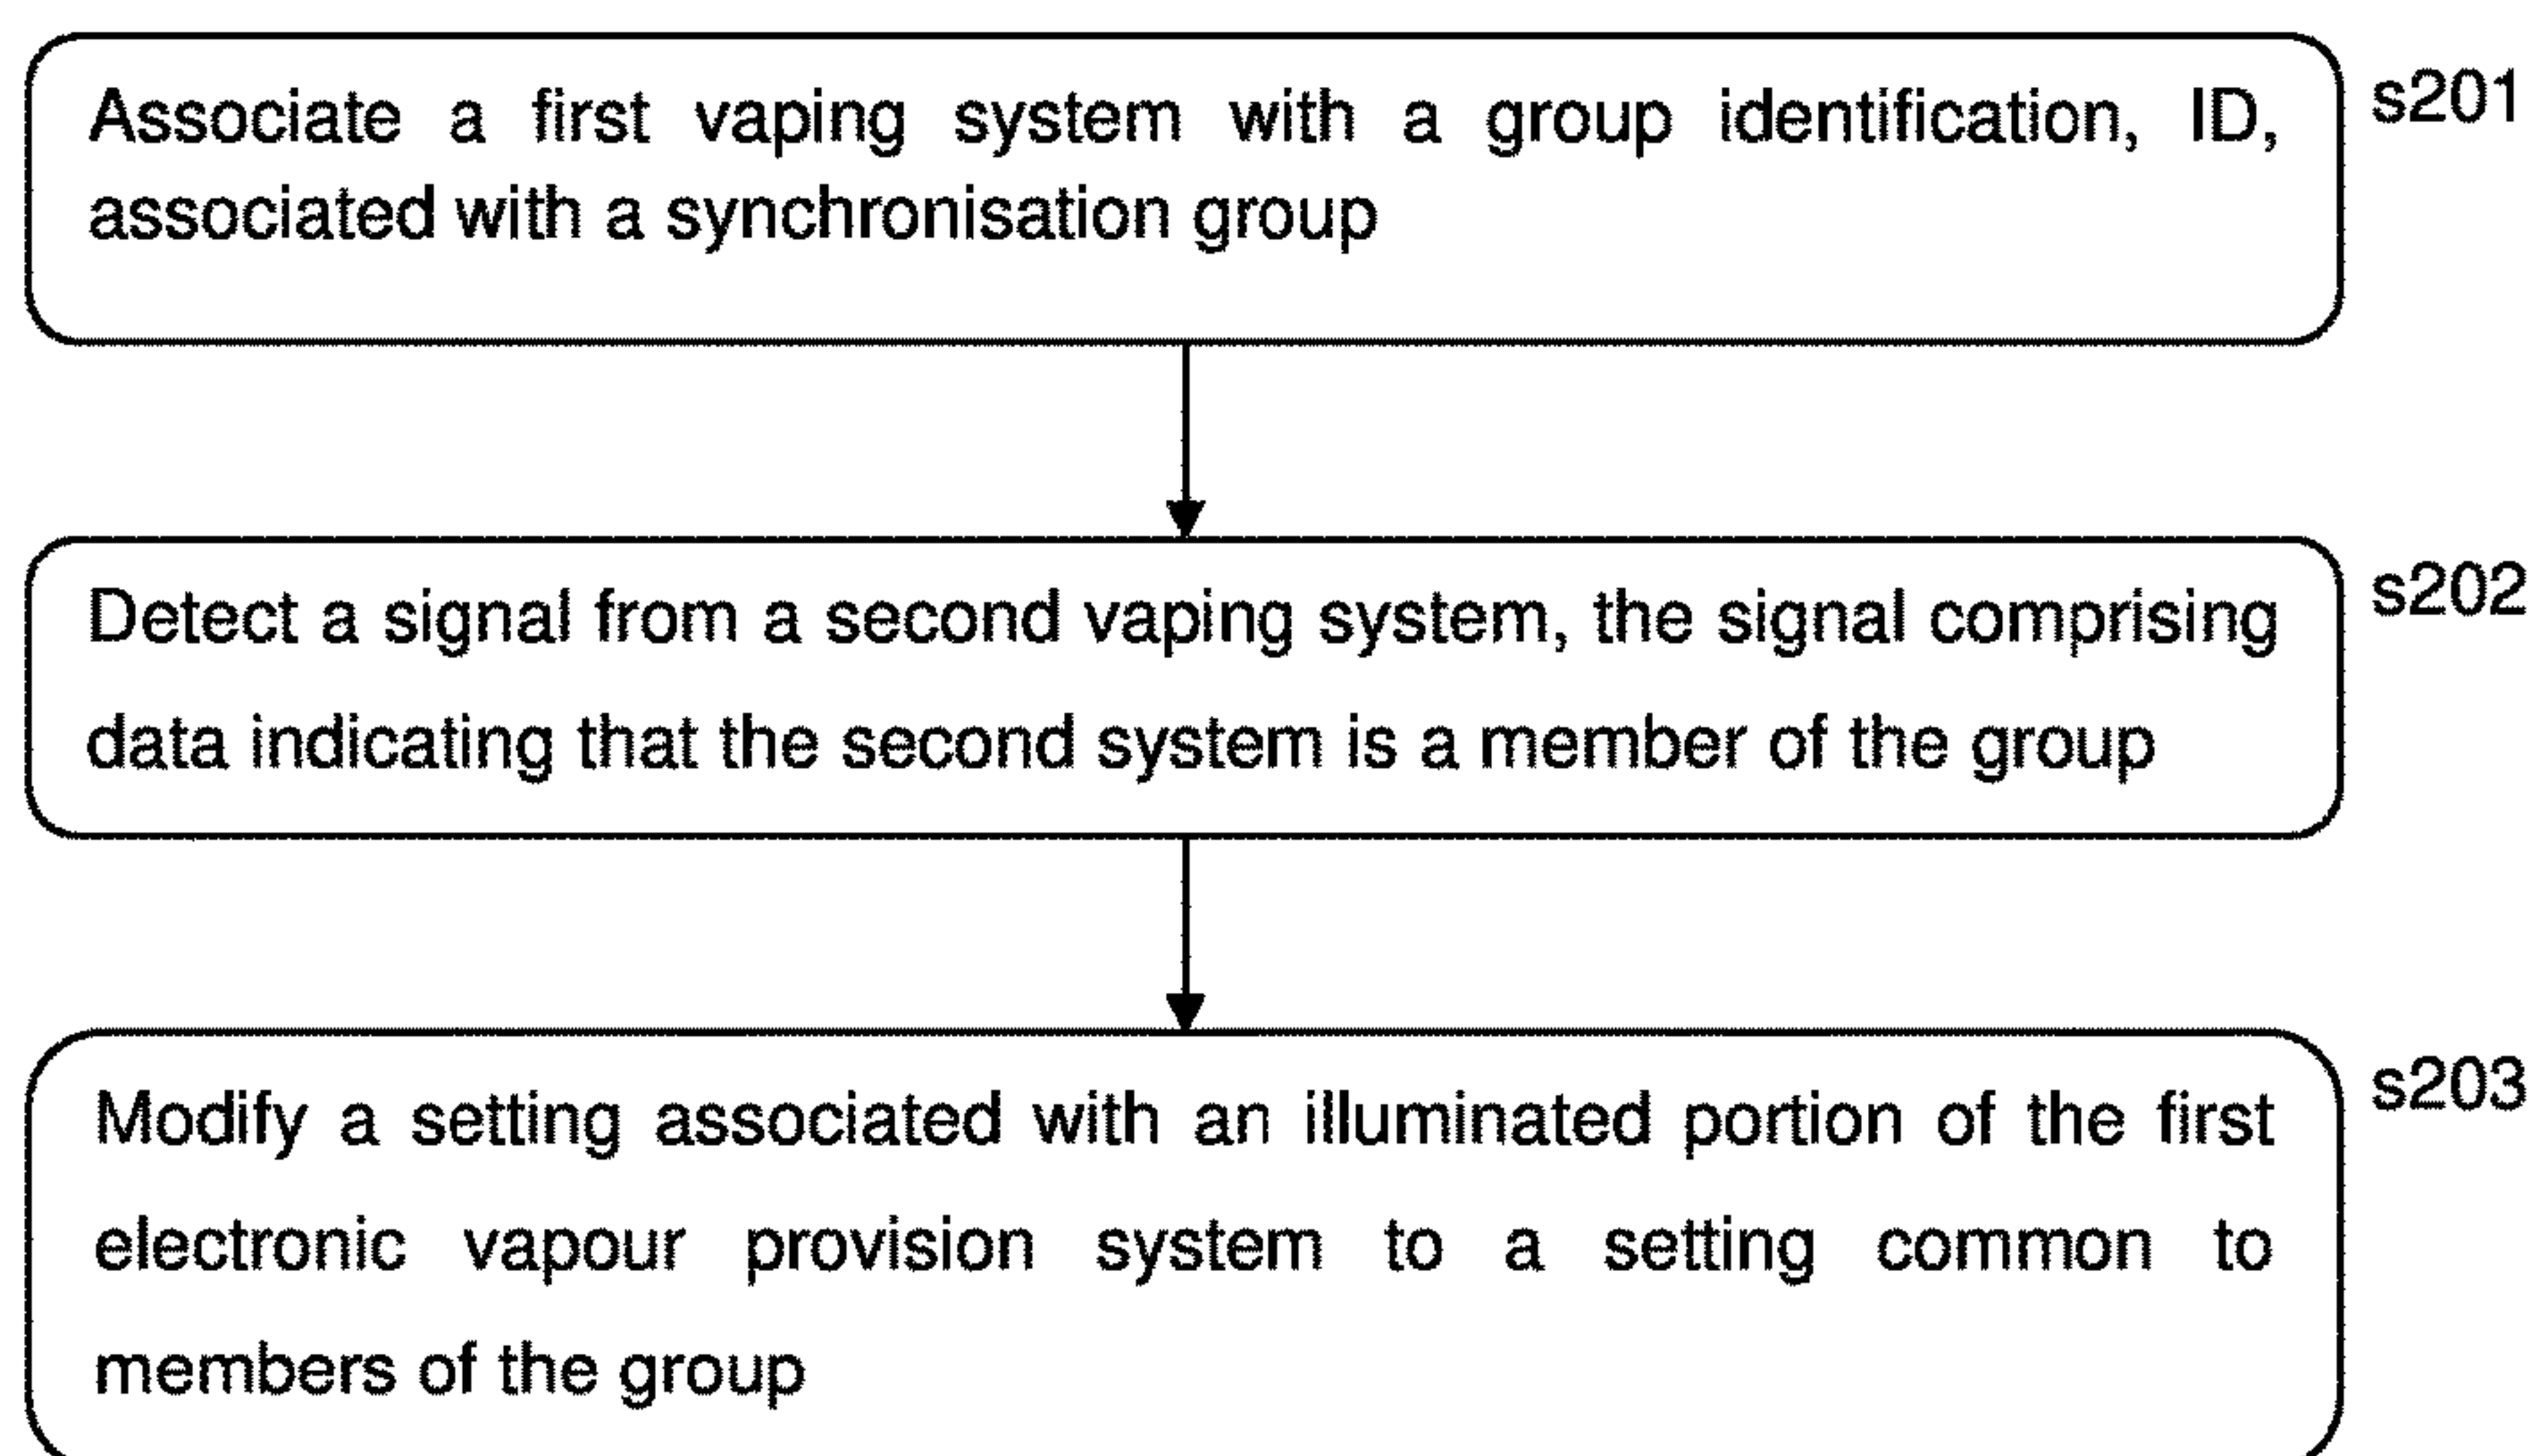 Associate a first vaping system with a group identification, ID,
associated with a synchronisation group
s201
Detect a signal from a second vaping system, the signal comprising
data indicating that the second system is a member of the group
s202
Modify a setting associated with an illuminated portion of the first
electronic vapour provision system to a setting common to
members of the group
s203